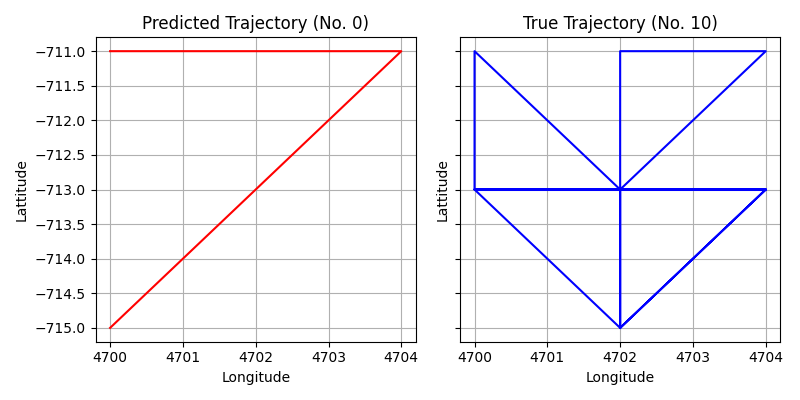 Predicted Trajectory (No. 0)
−711.0
−711.5
−712.0
−712.5
−713.0
−713.5
−714.0
−714.5
−715.0
Lattitude
4700 4701 4702 4703 4704
Longitude
True Trajectory (No. 10)
Lattitude
4700 4701 4702 4703 4704
Longitude